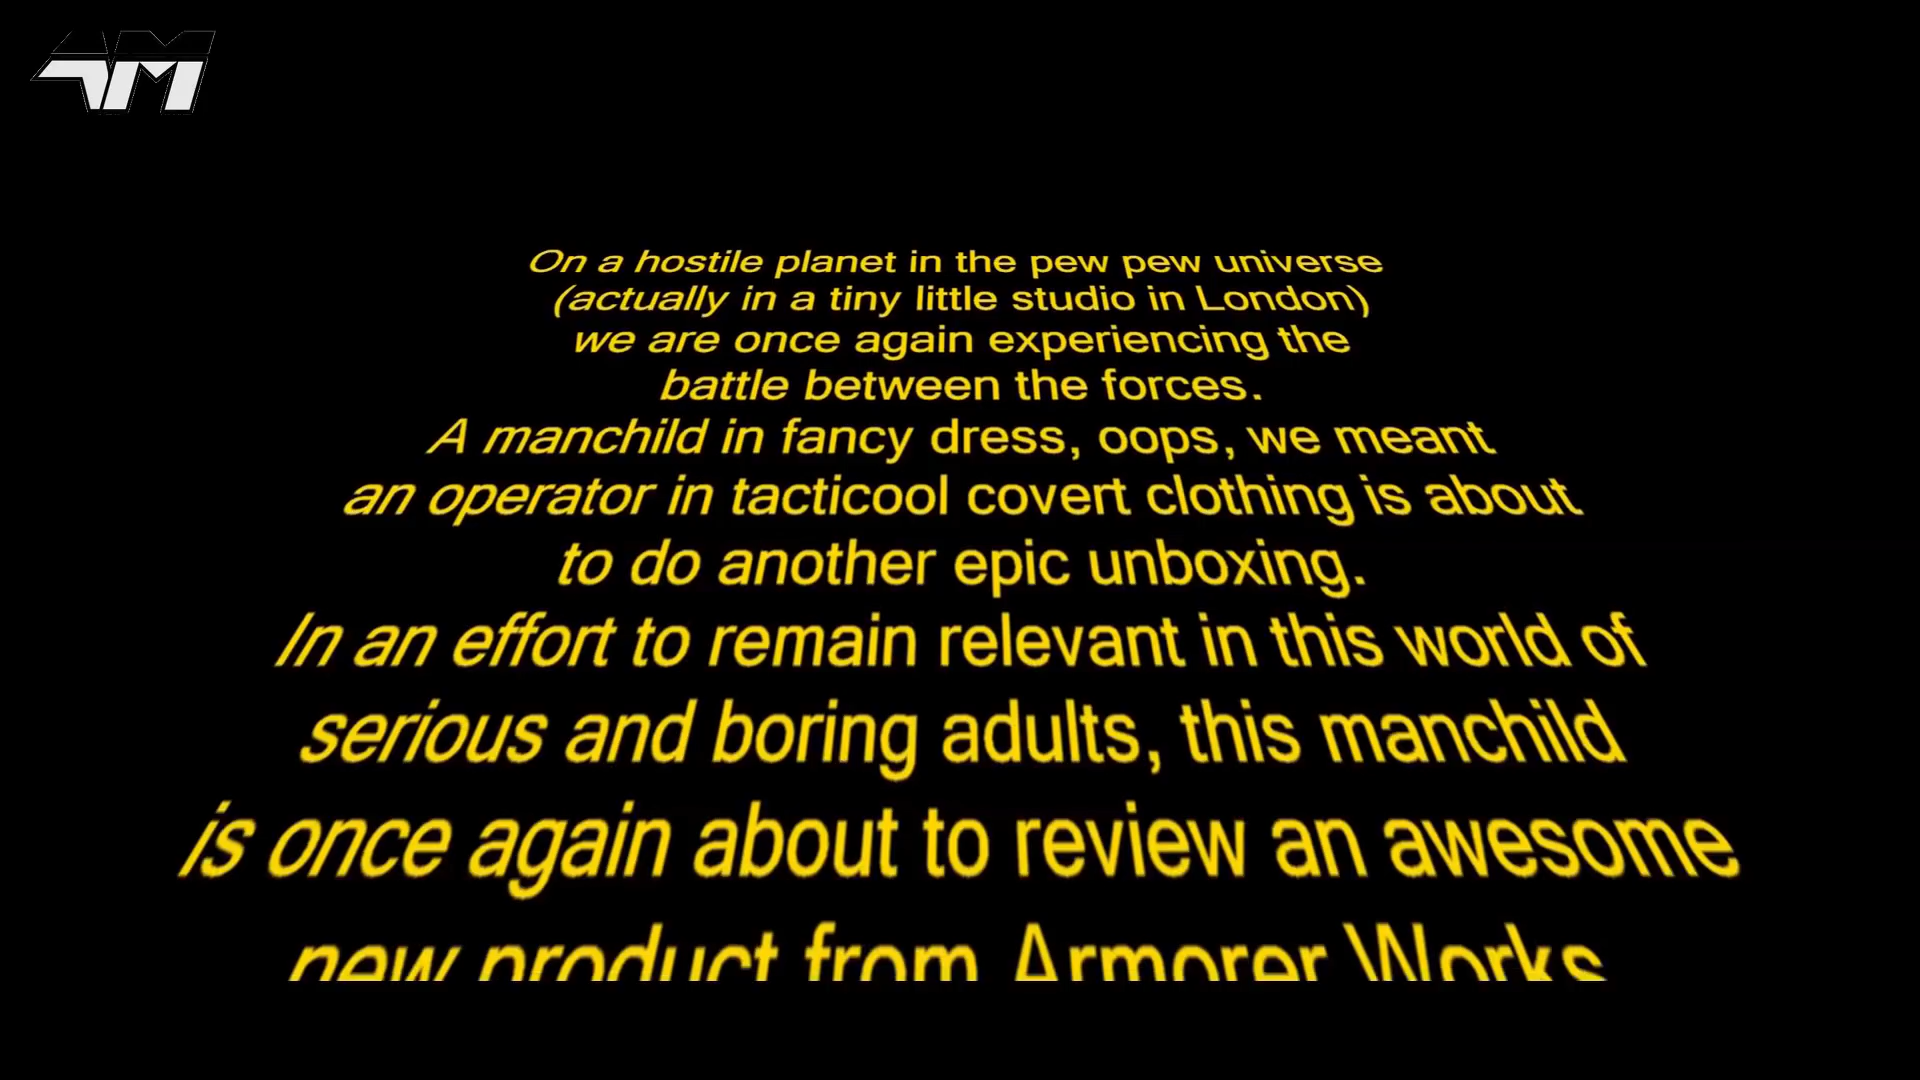 AM
On a hostile planet in the pew pew universe
(actually in a tiny little studio in London)
we are once again experiencing the
battle between the forces.
A manchild in fancy dress, oops, we meant
an operator in tacticool covert clothing is about
to do another epic unboxing.
In an effort to remain relevant in this world of
serious and boring adults, this manchild
is once again about to review an awesome
new product from Armorer Works